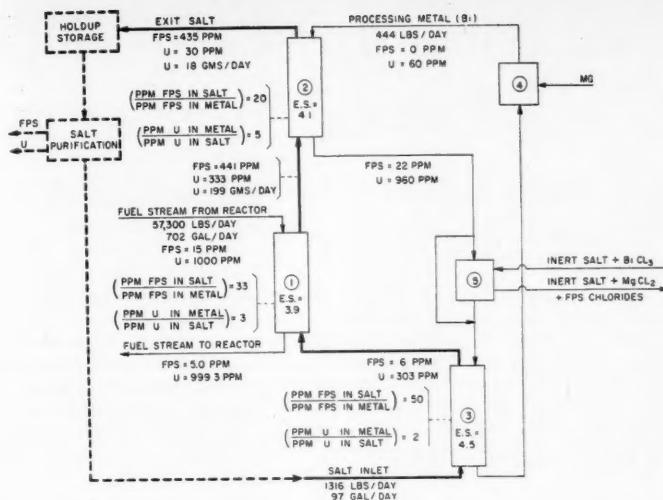 EXIT SALT
FPS = 435 PPM
U = 30 PPM
U = 18 GMS/DAY
HOLDUP
STORAGE
PROCESSING METAL (Bi)
444 LBS/DAY
FPS = 0 PPM
U = 60 PPM
②
E.S.=
4.1
④
MG
(PPM FPS IN SALT
PPM FPS IN METAL) = 20
(PPM U IN METAL
PPM U IN SALT) = 5
FPS
U
SALT
PURIFICATION
FPS = 441 PPM
U = 333 PPM
U = 199 GMS/DAY
FPS = 22 PPM
U = 960 PPM
FUEL STREAM FROM REACTOR
57,300 LBS/DAY
702 GAL/DAY
FPS = 15 PPM
U = 1000 PPM
①
E.S. =
3.9
⑤
INERT SALT + BiCL3
INERT SALT + MgCL2
+ FPS CHLORIDES
(PPM FPS IN SALT
PPM FPS IN METAL) = 33
(PPM U IN METAL
PPM U IN SALT) = 3
FUEL STREAM TO REACTOR
FPS = 5.0 PPM
U = 999.3 PPM
FPS = 6 PPM
U = 303 PPM
(PPM FPS IN SALT
PPM FPS IN METAL) = 50
(PPM U IN METAL
PPM U IN SALT) = 2
③
E.S. =
4.5
SALT INLET
1316 LBS/DAY
97 GAL/DAY